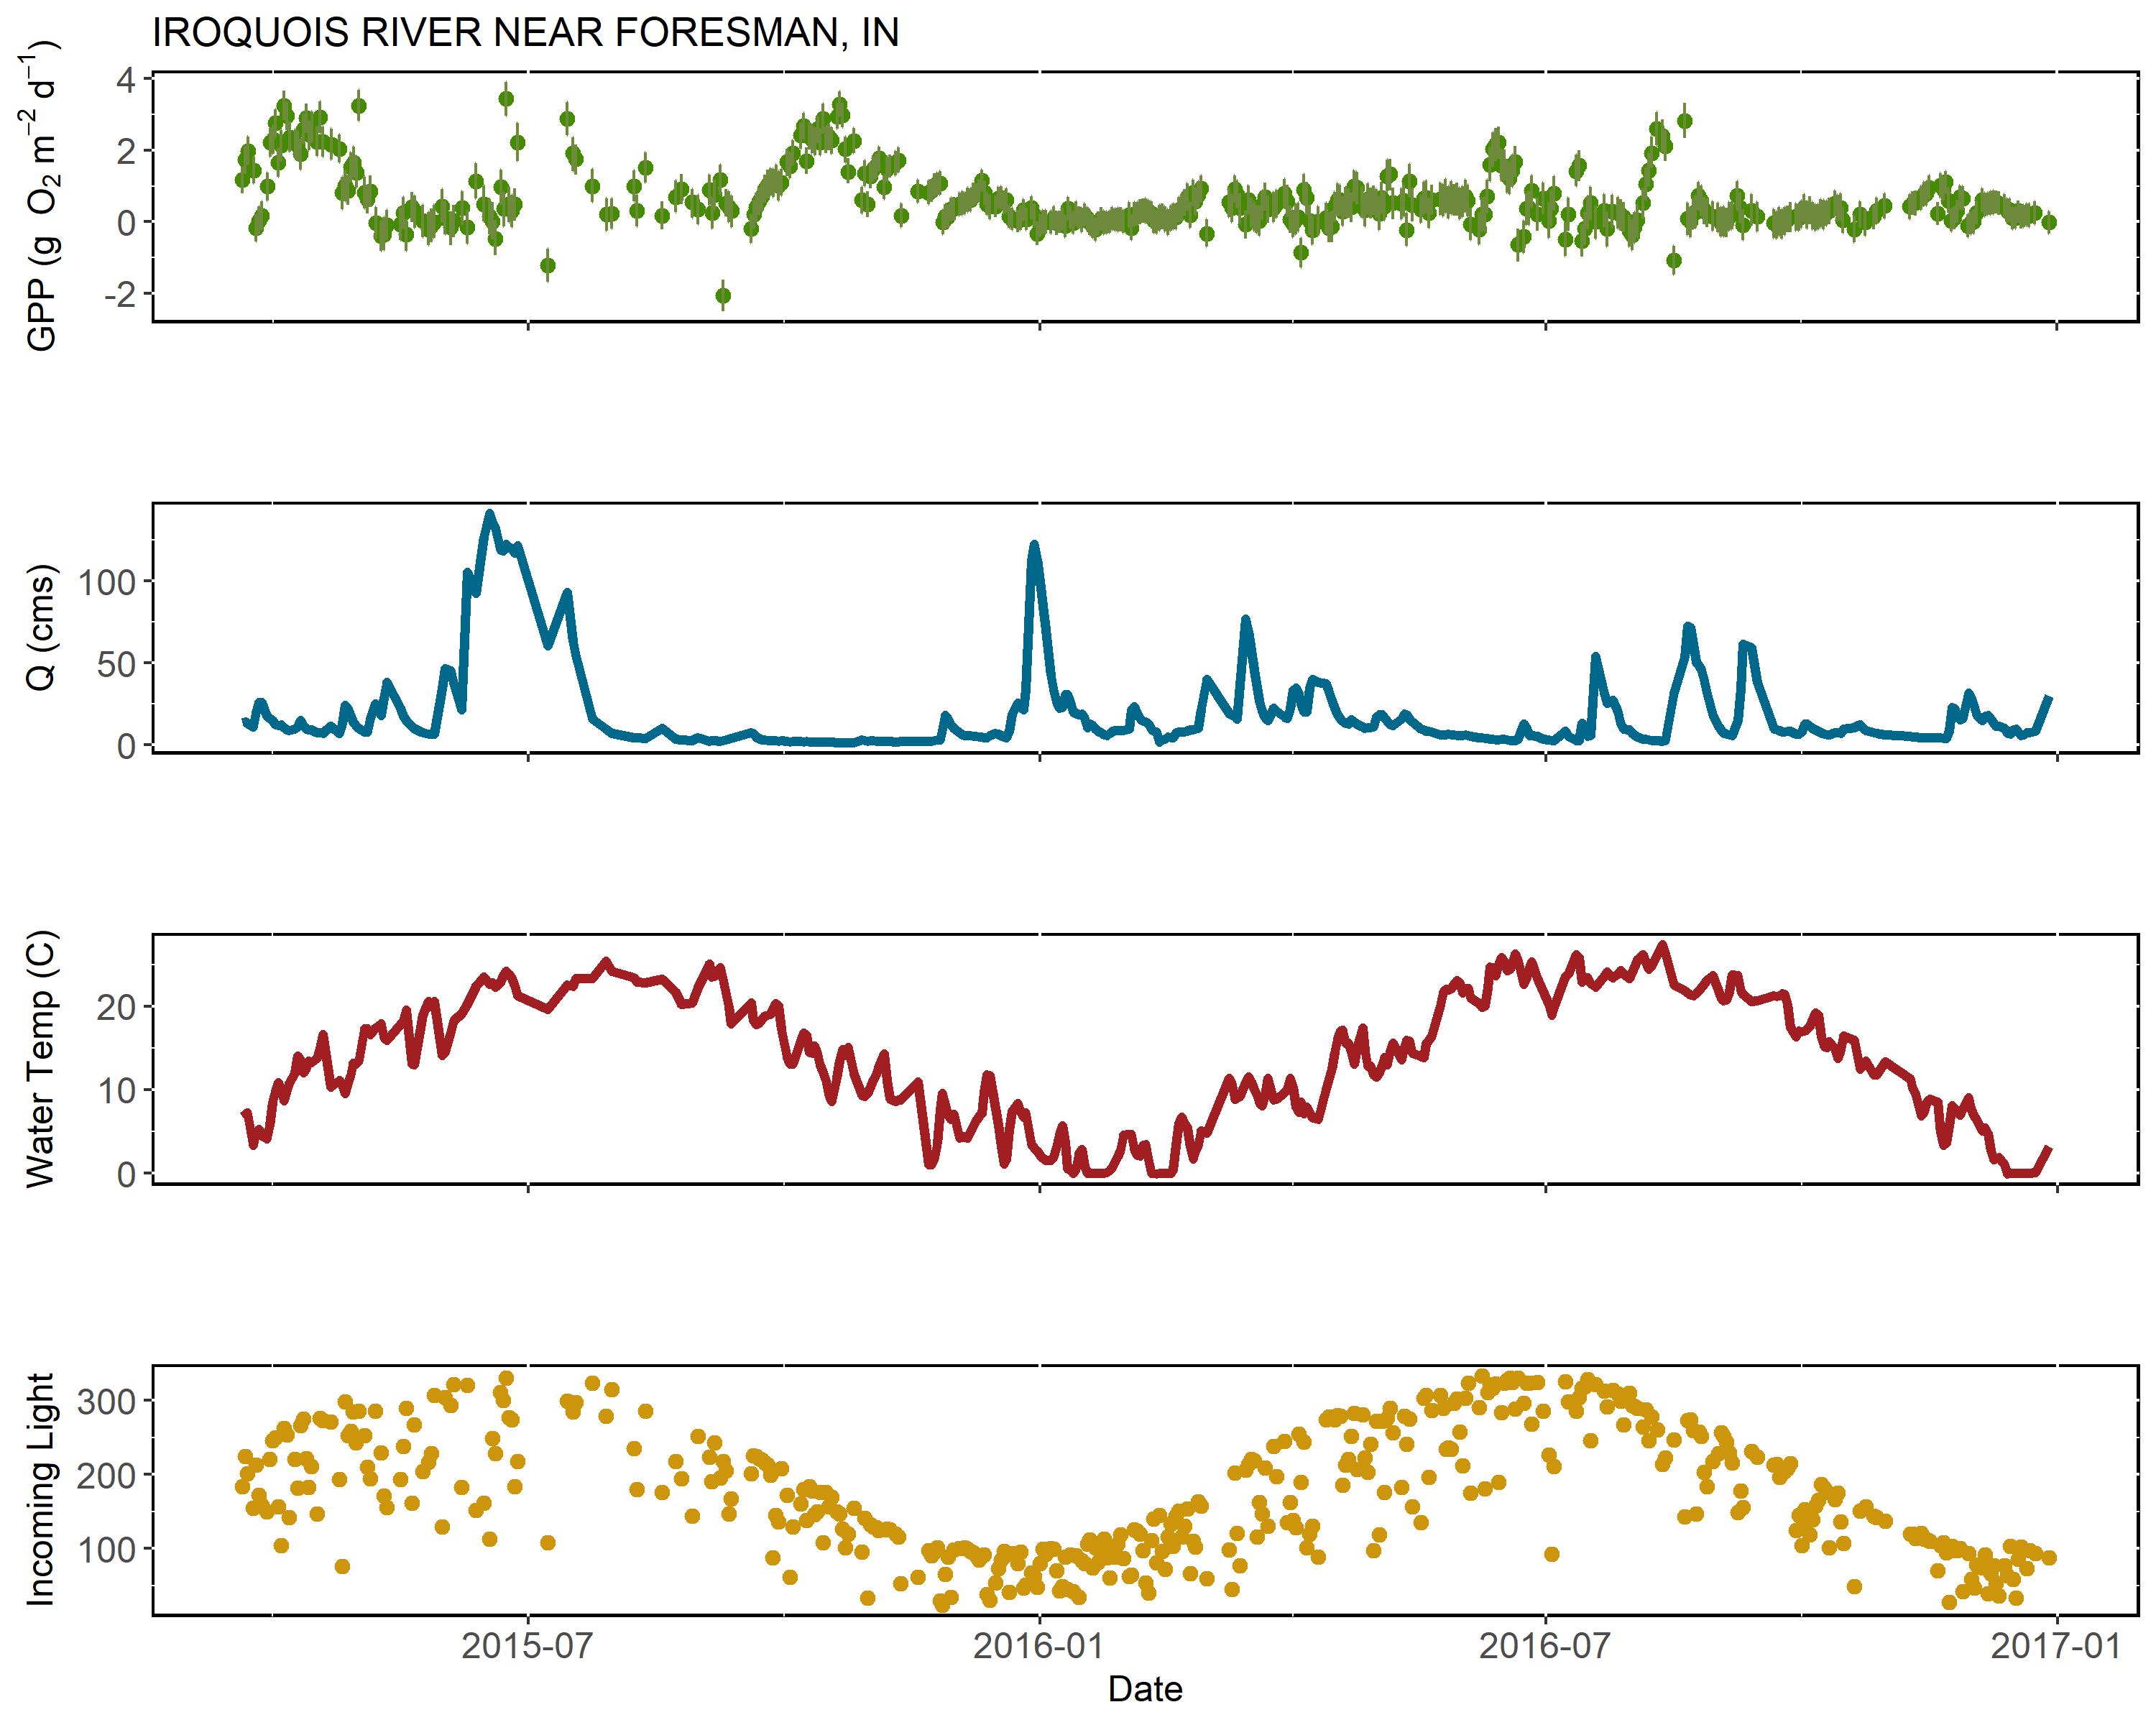 IROQUOIS RIVER NEAR FORESMAN, IN
GPP (g O₂ m⁻² d⁻¹)
4
2
0
-2
Q (cms)
100
50
0
Water Temp (C)
20
10
0
Incoming Light
300
200
100
2015-07 2016-01 2016-07 2017-01
Date